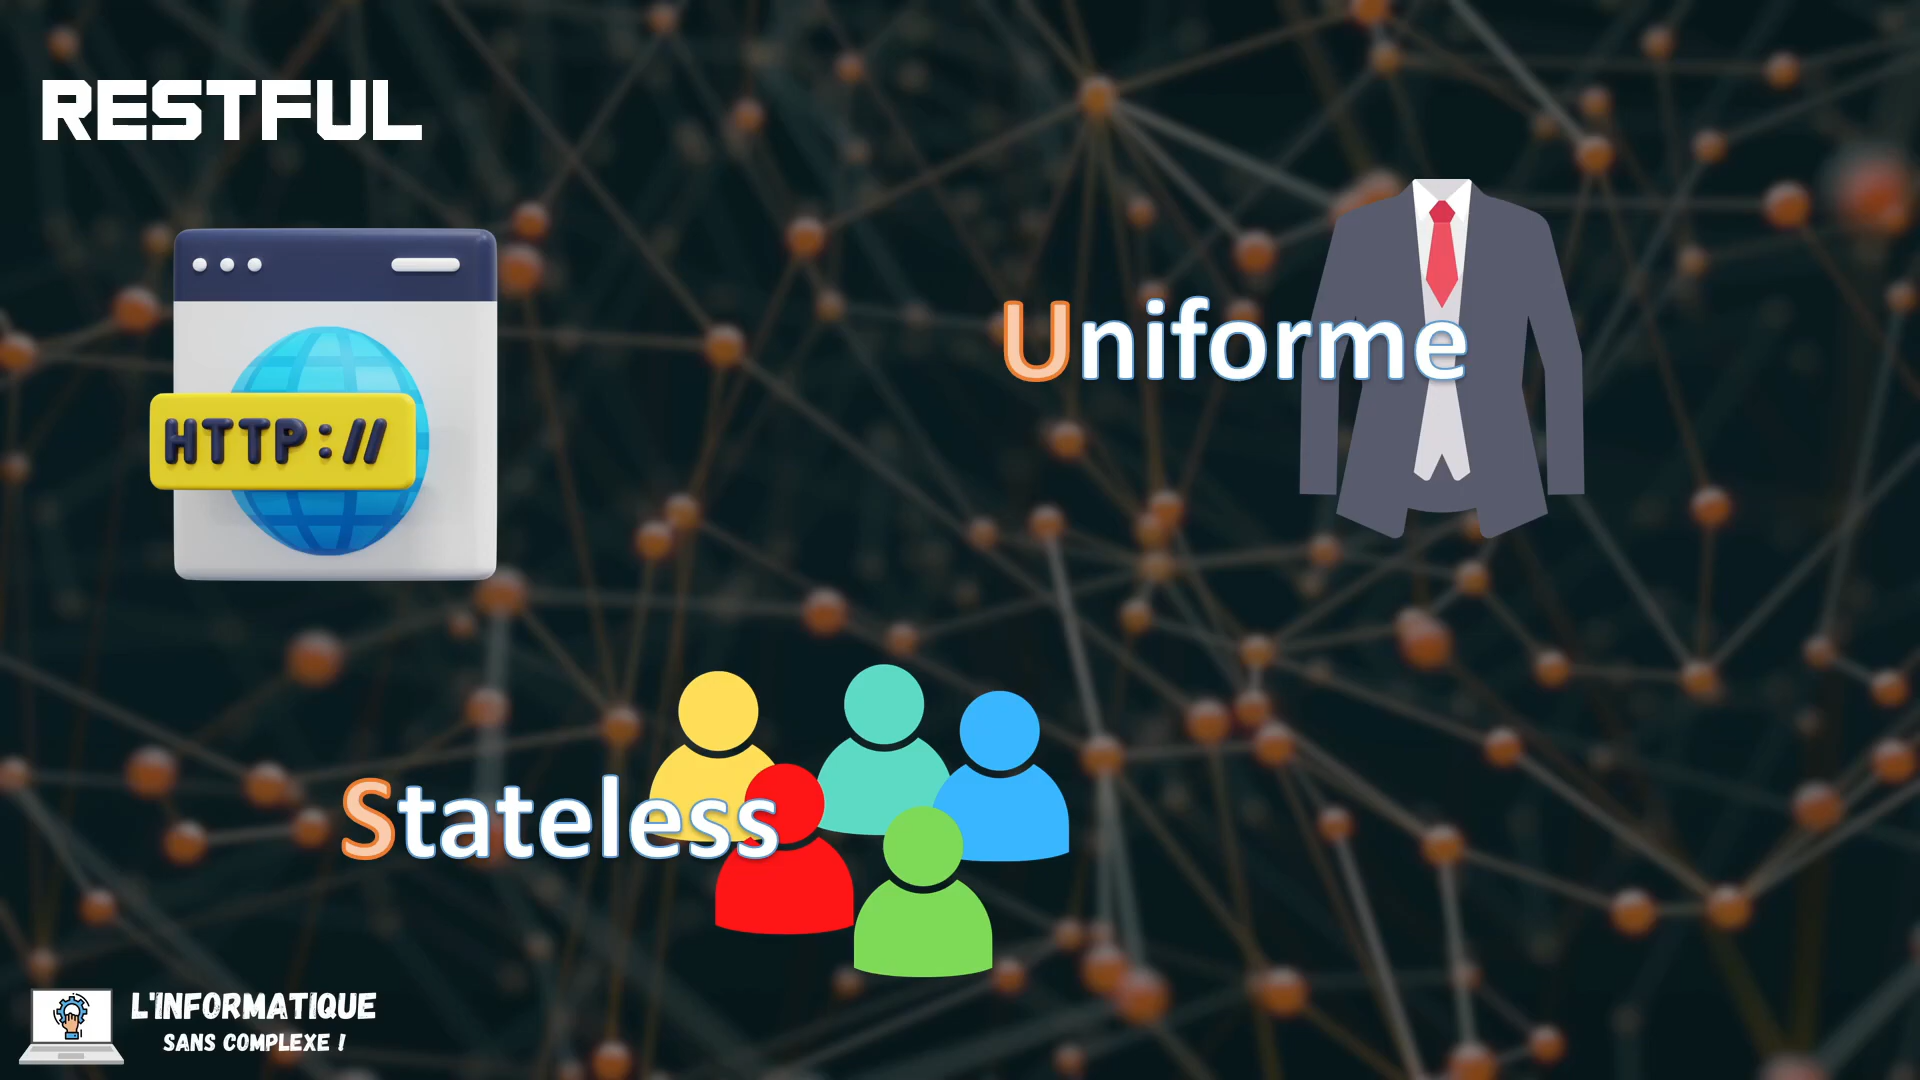 RESTFUL
HTTP://
Uniforme
Stateless
L'INFORMATIQUE
SANS COMPLEXE !